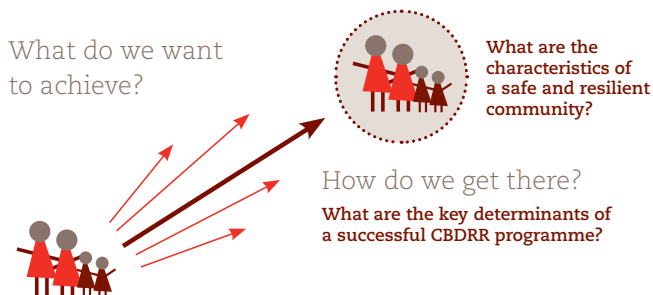 What do we want
to achieve?
What are the
characteristics of
a safe and resilient
community?
How do we get there?
What are the key determinants of
a successful CBDRR programme?